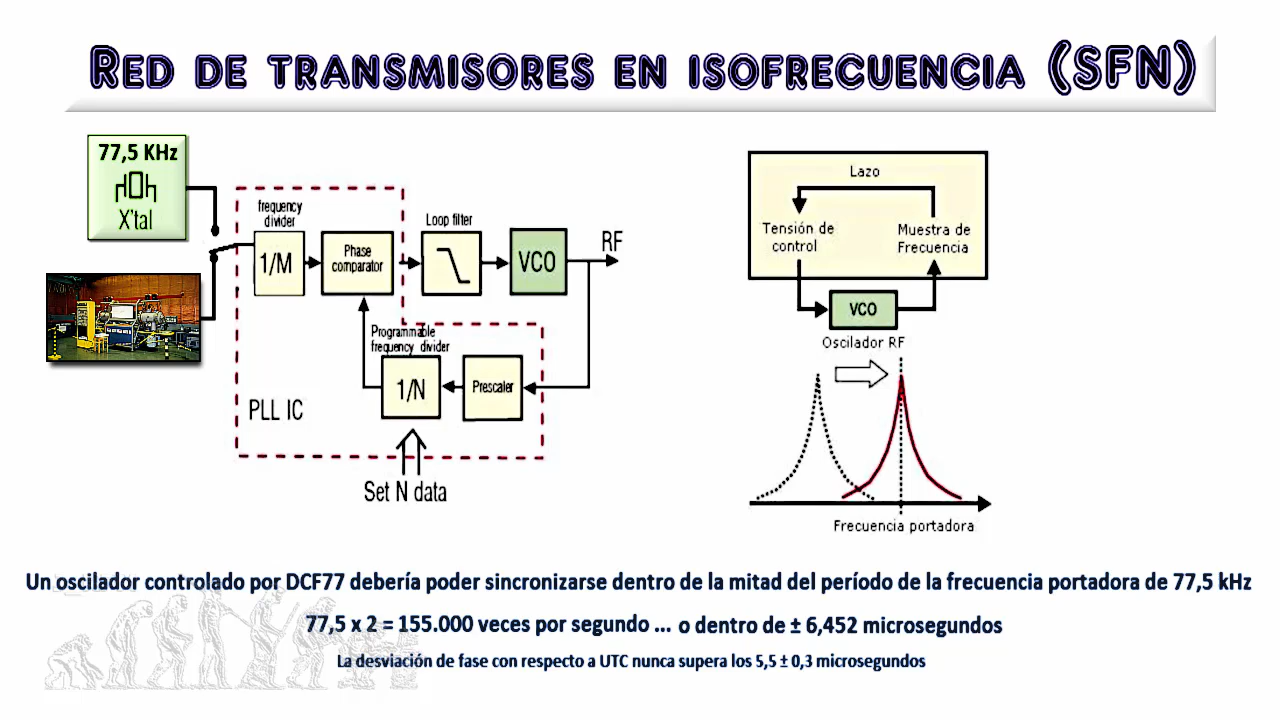 RED DE TRANSMISORES EN ISOFRECUENCIA (SFN)
77,5 KHz
X'tal
frequency
divider
1/M
Phase
comparator
Loop filter
VCO
RF
Programmable
frequency divider
1/N
Prescaler
PLL IC
Set N data
Lazo
Tensión de
control
Muestra de
Frecuencia
VCO
Oscilador RF
Frecuencia portadora
Un oscilador controlado por DCF77 debería poder sincronizarse dentro de la mitad del período de la frecuencia portadora de 77,5 kHz
77,5 x 2 = 155.000 veces por segundo ... o dentro de ± 6,452 microsegundos
La desviación de fase con respecto a UTC nunca supera los 5,5 ± 0,3 microsegundos